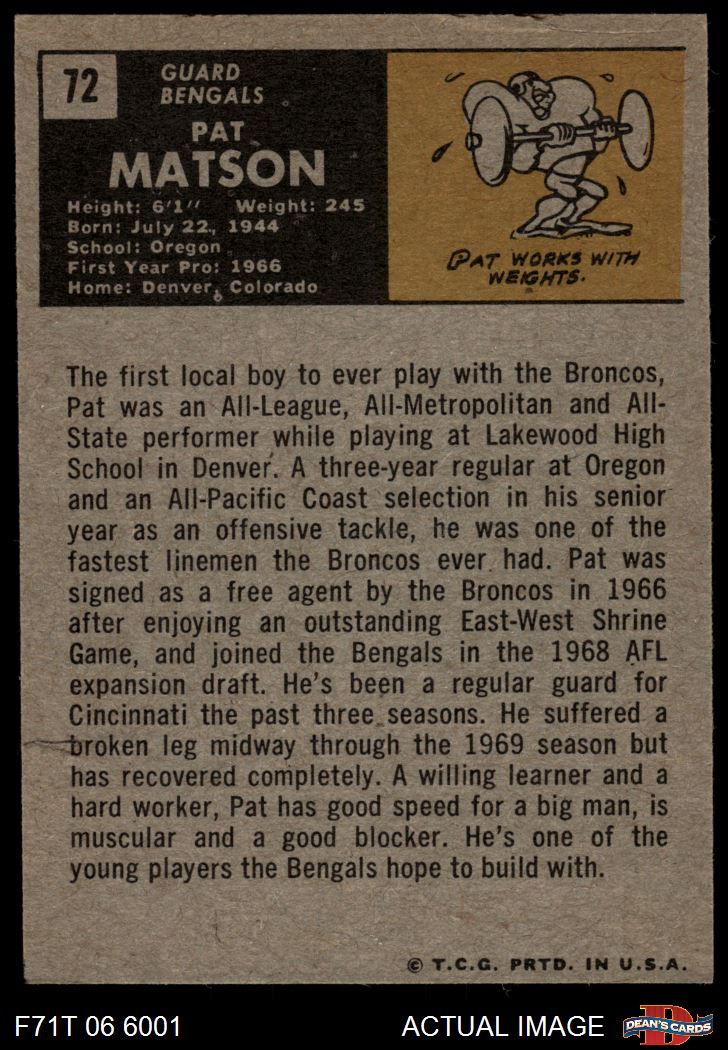 72
GUARD
BENGALS
PAT
MATSON
Height: 6'1" Weight: 245
Born: July 22, 1944
School: Oregon
First Year Pro: 1966
Home: Denver, Colorado
PAT WORKS WITH
WEIGHTS.
The first local boy to ever play with the Broncos,
Pat was an All-League, All-Metropolitan and All-
State performer while playing at Lakewood High
School in Denver. A three-year regular at Oregon
and an All-Pacific Coast selection in his senior
year as an offensive tackle, he was one of the
fastest linemen the Broncos ever had. Pat was
signed as a free agent by the Broncos in 1966
after enjoying an outstanding East-West Shrine
Game, and joined the Bengals in the 1968 AFL
expansion draft. He's been a regular guard for
Cincinnati the past three seasons. He suffered a
broken leg midway through the 1969 season but
has recovered completely. A willing learner and a
hard worker, Pat has good speed for a big man, is
muscular and a good blocker. He's one of the
young players the Bengals hope to build with.
© T.C.G. PRTD. IN U.S.A.
F71T 06 6001
ACTUAL IMAGE
D
DEAN'S CARDS